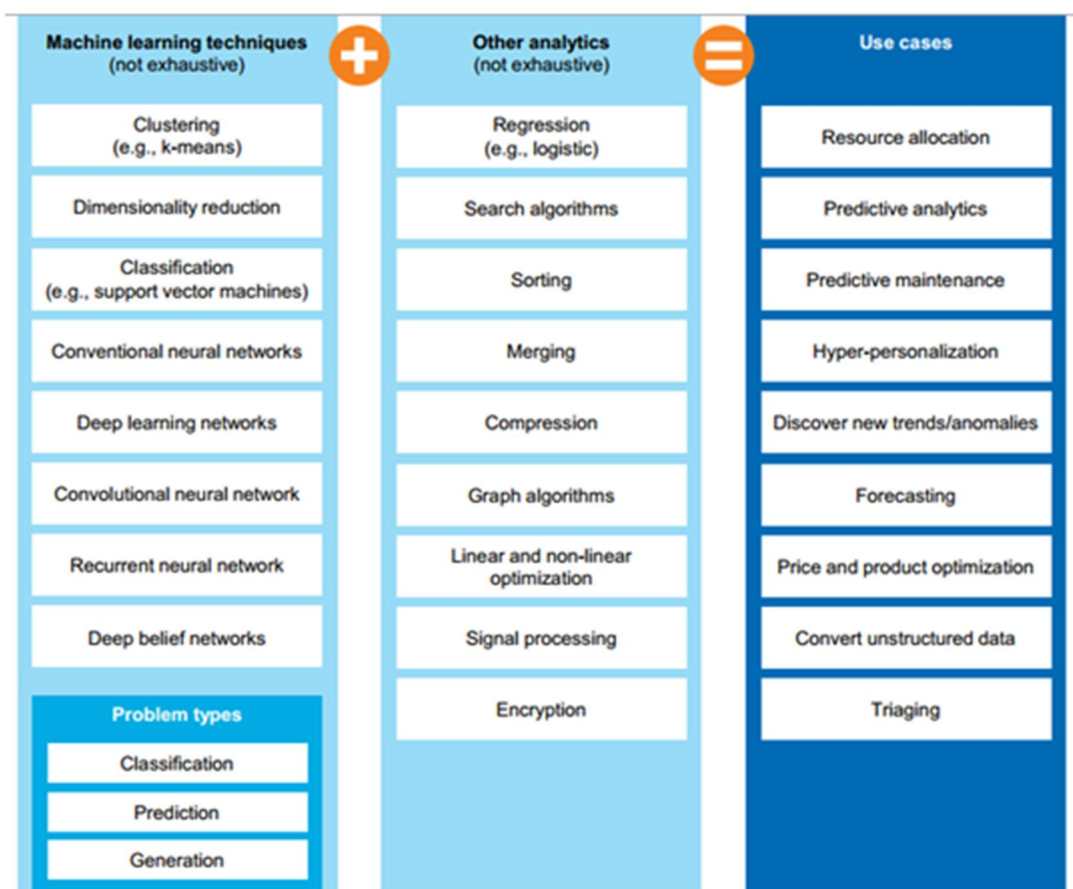 Machine learning techniques
(not exhaustive)
Clustering
(e.g., k-means)
Dimensionality reduction
Classification
(e.g., support vector machines)
Conventional neural networks
Deep learning networks
Convolutional neural network
Recurrent neural network
Deep belief networks
Problem types
Classification
Prediction
Generation
+
Other analytics
(not exhaustive)
Regression
(e.g., logistic)
Search algorithms
Sorting
Merging
Compression
Graph algorithms
Linear and non-linear
optimization
Signal processing
Encryption
=
Use cases
Resource allocation
Predictive analytics
Predictive maintenance
Hyper-personalization
Discover new trends/anomalies
Forecasting
Price and product optimization
Convert unstructured data
Triaging